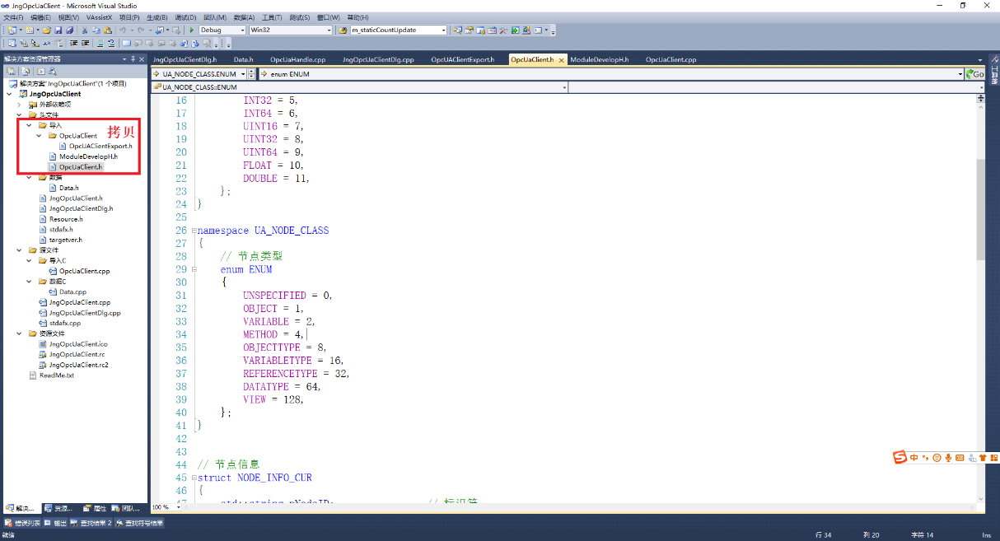 JngOpcUaClient - Microsoft Visual Studio
文件(F) 编辑(E) 视图(V) VAssistX 项目(P) 生成(B) 调试(D) 团队(M) 数据(A) 工具(T) 测试(S) 窗口(W) 帮助(H)
Debug Win32 m_staticCountUpdate
解决方案资源管理器
JngOpcUaClientDlg.h Data.h OpcUaHandle.cpp JngOpcUaClientDlg.cpp OpcUAClientExport.h OpcUaClient.h ModuleDevelopH.h OpcUaClient.cpp
UA_NODE_CLASS.ENUM enum ENUM Go
UA_NODE_CLASS::ENUM
工具箱
解决方案"JngOpcUaClient"(1 个项目)
JngOpcUaClient
外部依赖项
头文件
导入
OpcUaClient
拷贝
OpcUAClientExport.h
ModuleDevelopH.h
OpcUaClient.h
数据
Data.h
JngOpcUaClient.h
JngOpcUaClientDlg.h
Resource.h
stdafx.h
targetver.h
源文件
导入C
OpcUaClient.cpp
数据C
Data.cpp
JngOpcUaClient.cpp
JngOpcUaClientDlg.cpp
stdafx.cpp
资源文件
JngOpcUaClient.ico
JngOpcUaClient.rc
JngOpcUaClient.rc2
ReadMe.txt
16 INT32 = 5,
17 INT64 = 6,
18 UINT16 = 7,
19 UINT32 = 8,
20 UINT64 = 9,
21 FLOAT = 10,
22 DOUBLE = 11,
23 };
24 }
25
26 namespace UA_NODE_CLASS
27 {
28 // 节点类型
29 enum ENUM
30 {
31 UNSPECIFIED = 0,
32 OBJECT = 1,
33 VARIABLE = 2,
34 METHOD = 4,
35 OBJECTTYPE = 8,
36 VARIABLETYPE = 16,
37 REFERENCETYPE = 32,
38 DATATYPE = 64,
39 VIEW = 128,
40 };
41 }
42
43
44 // 节点信息
45 struct NODE_INFO_CUR
46 {
47 std::string pNodeID; // 标识符
中
解决... 资源... 属性 团队... 100 %
错误列表 输出 查找结果 2 查找符号结果
就绪 行 34 列 20 字符 14 Ins